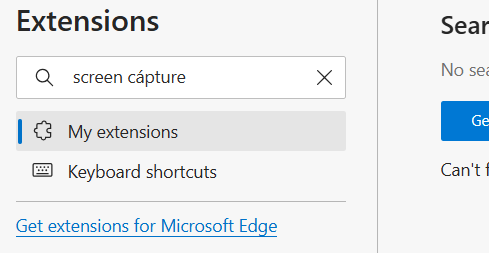 Extensions
screen cápture
My extensions
Keyboard shortcuts
Get extensions for Microsoft Edge
Sear
No sea
Ge
Can't f